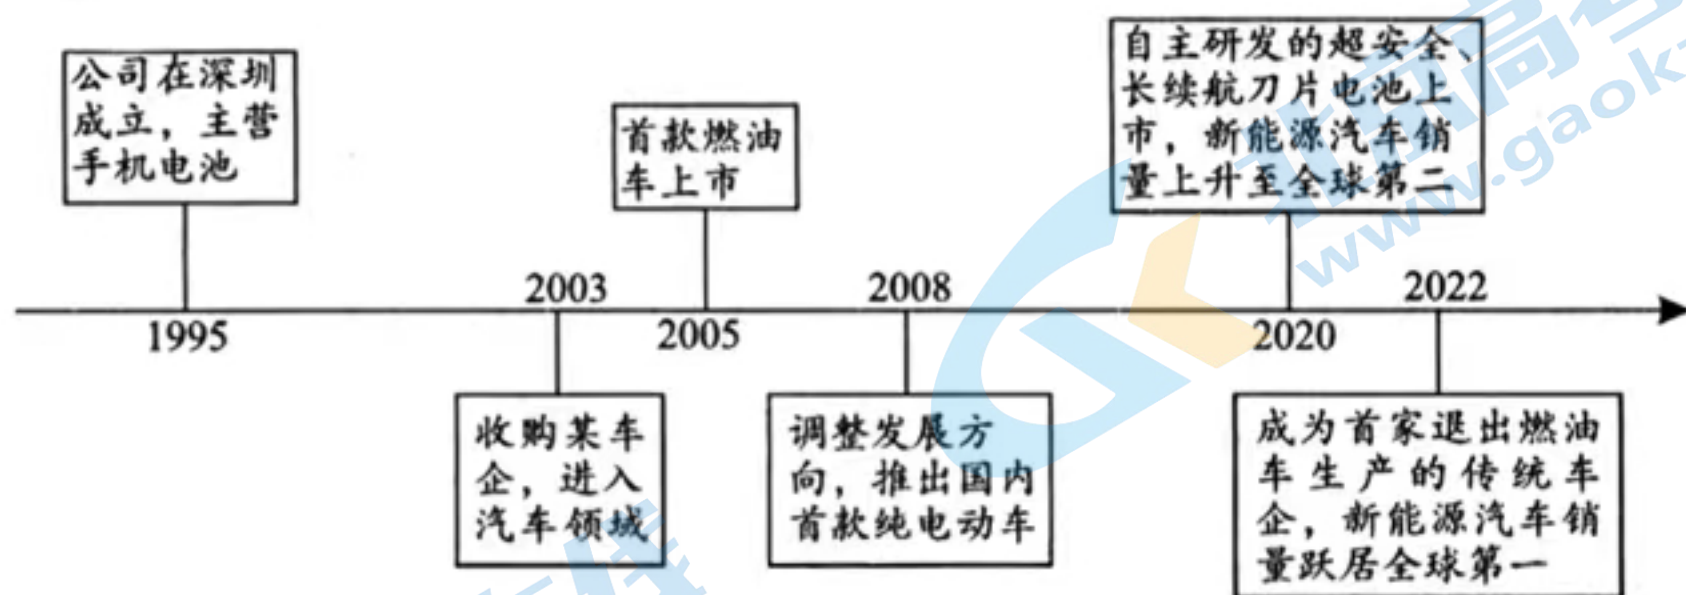 公司在深圳
成立，主营
手机电池
首款燃油
车上市
自主研发的超安全、
长续航刀片电池上
市，新能源汽车销
量上升至全球第二
1995
2003
2005
2008
2020
2022
收购某车
企，进入
汽车领域
调整发展方
向，推出国内
首款纯电动车
成为首家退出燃油
车生产的传统车
企，新能源汽车销
量跃居全球第一
www.gaok